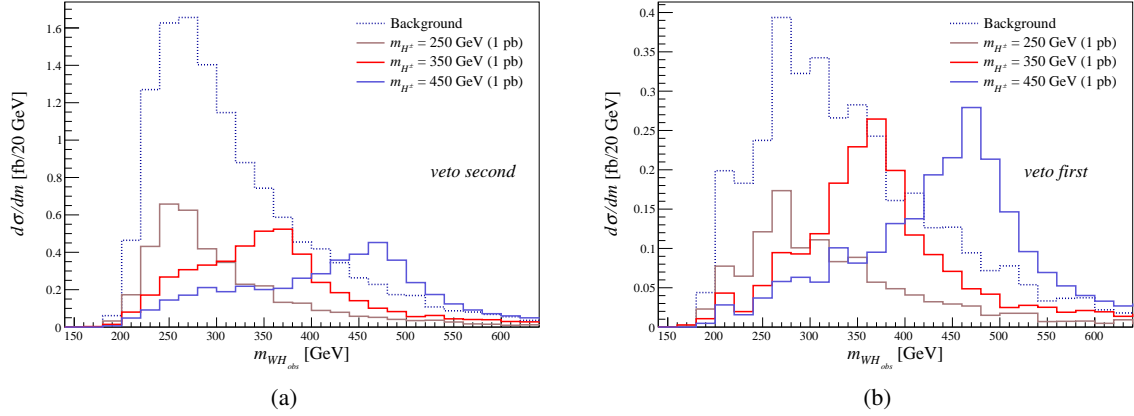 Background
m_{H^±} = 250 GeV (1 pb)
m_{H^±} = 350 GeV (1 pb)
m_{H^±} = 450 GeV (1 pb)
veto second
dσ/dm [fb/20 GeV]
1.6
1.4
1.2
1
0.8
0.6
0.4
0.2
0
150 200 250 300 350 400 450 500 550 600
m_{WH_{obs}} [GeV]
(a)
Background
m_{H^±} = 250 GeV (1 pb)
m_{H^±} = 350 GeV (1 pb)
m_{H^±} = 450 GeV (1 pb)
veto first
dσ/dm [fb/20 GeV]
0.4
0.35
0.3
0.25
0.2
0.15
0.1
0.05
0
150 200 250 300 350 400 450 500 550 600
m_{WH_{obs}} [GeV]
(b)